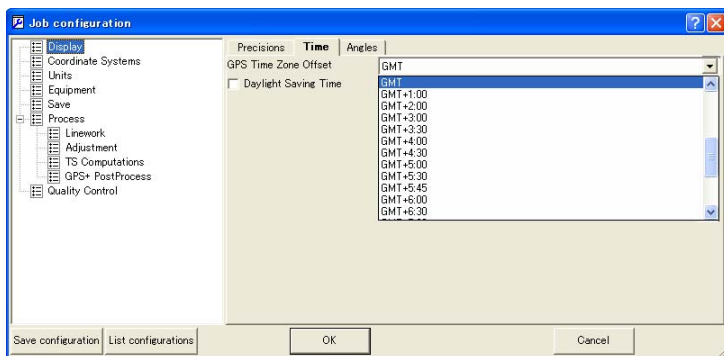 Job configuration
Display
Coordinate Systems
Units
Equipment
Save
Process
Linework
Adjustment
TS Computations
GPS+ PostProcess
Quality Control
Precisions Time Angles
GPS Time Zone Offset GMT
Daylight Saving Time
GMT
GMT+1:00
GMT+2:00
GMT+3:00
GMT+3:30
GMT+4:00
GMT+4:30
GMT+5:00
GMT+5:30
GMT+5:45
GMT+6:00
GMT+6:30
Save configuration List configurations OK Cancel